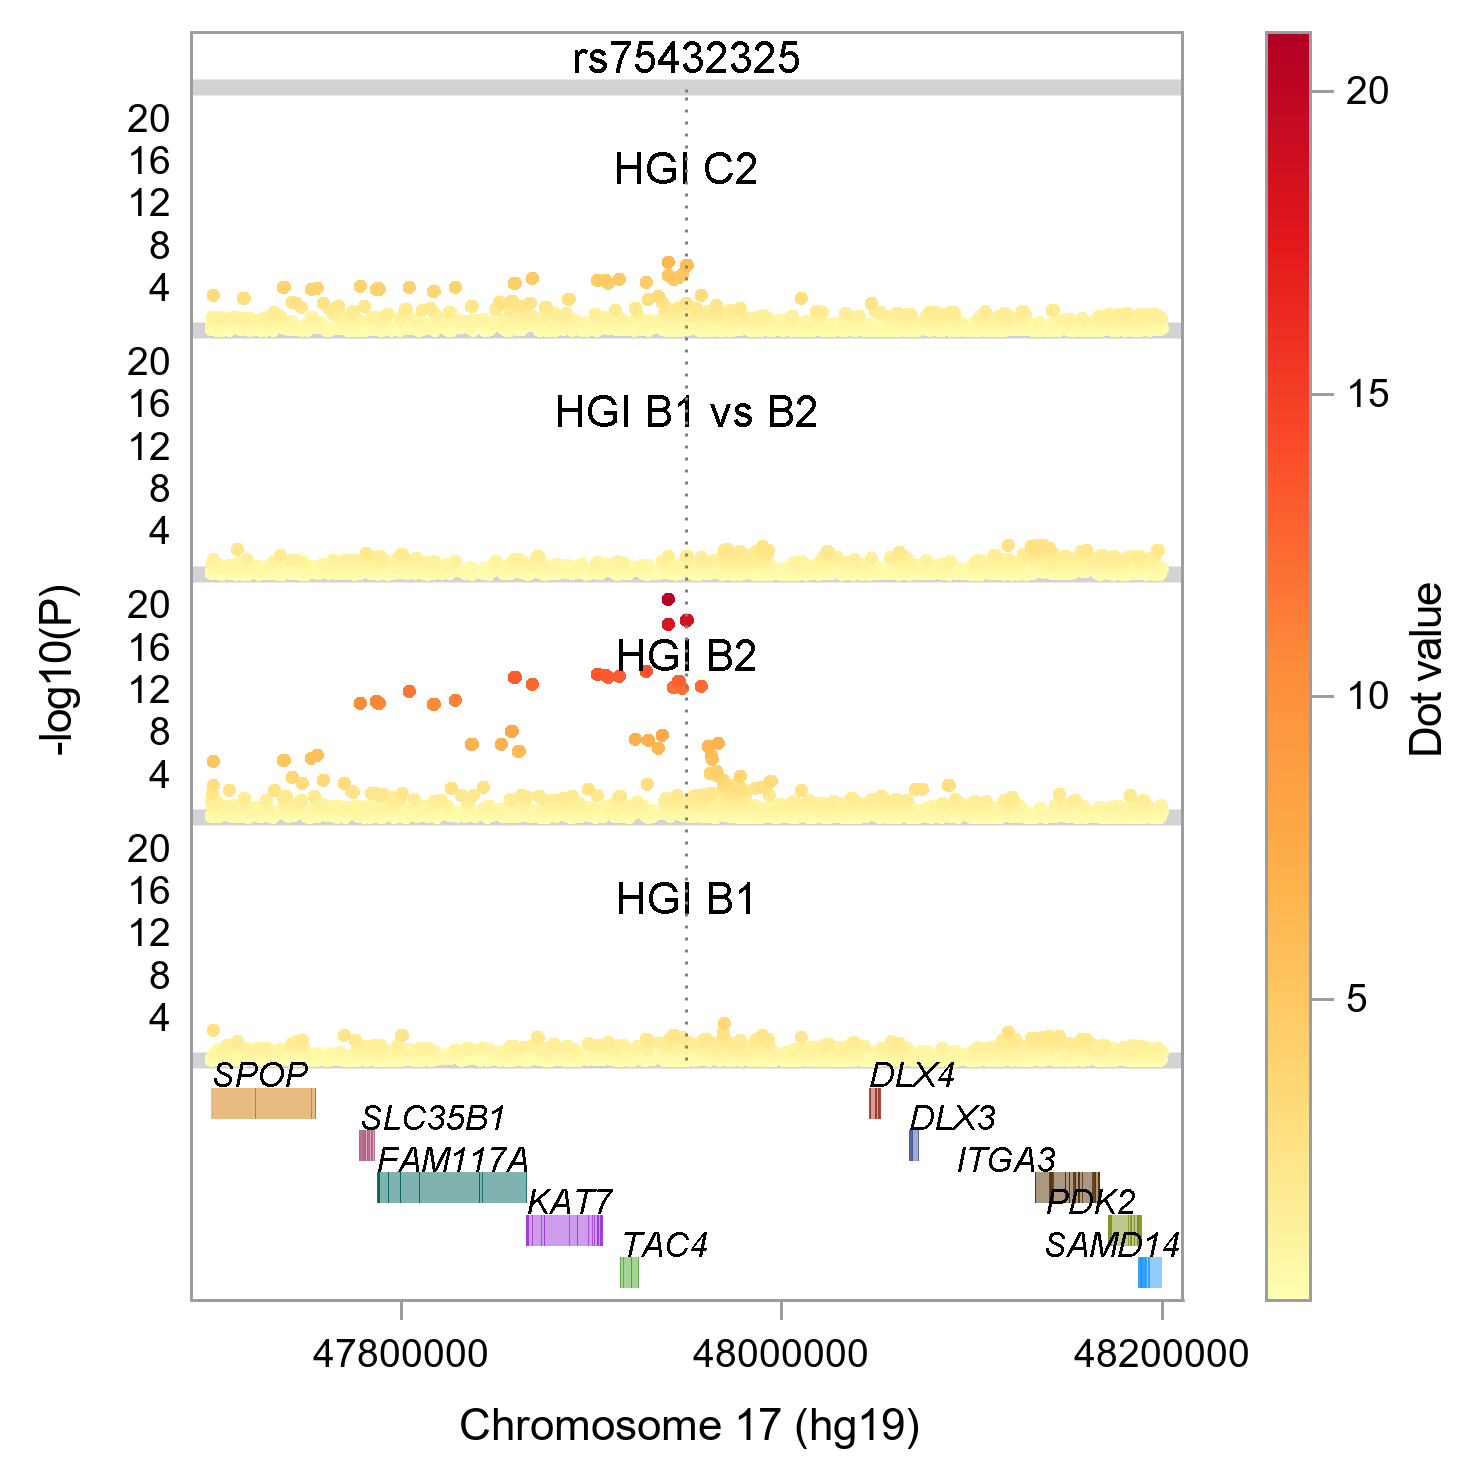 rs75432325
20
16
12
8
4
HGI C2
20
16
12
8
4
HGI B1 vs B2
20
16
12
8
4
HGI B2
20
16
12
8
4
HGI B1
-log10(P)
SPOP
SLC35B1
FAM117A
KAT7
TAC4
DLX4
DLX3
ITGA3
PDK2
SAMD14
47800000
48000000
48200000
Chromosome 17 (hg19)
20
15
10
5
Dot value